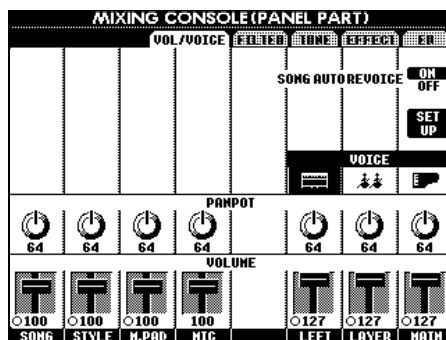 MIXING CONSOLE(PANEL PART)
VOL/VOICE FILTER TUNE EFFECT EQ
SONG AUTO REVOICE ON
OFF
SET
UP
VOICE
PANPOT
64 64 64 64 64 64 64
VOLUME
100 100 100 100 127 127 127
SONG STYLE M.PAD MIC LEFT LAYER MAIN